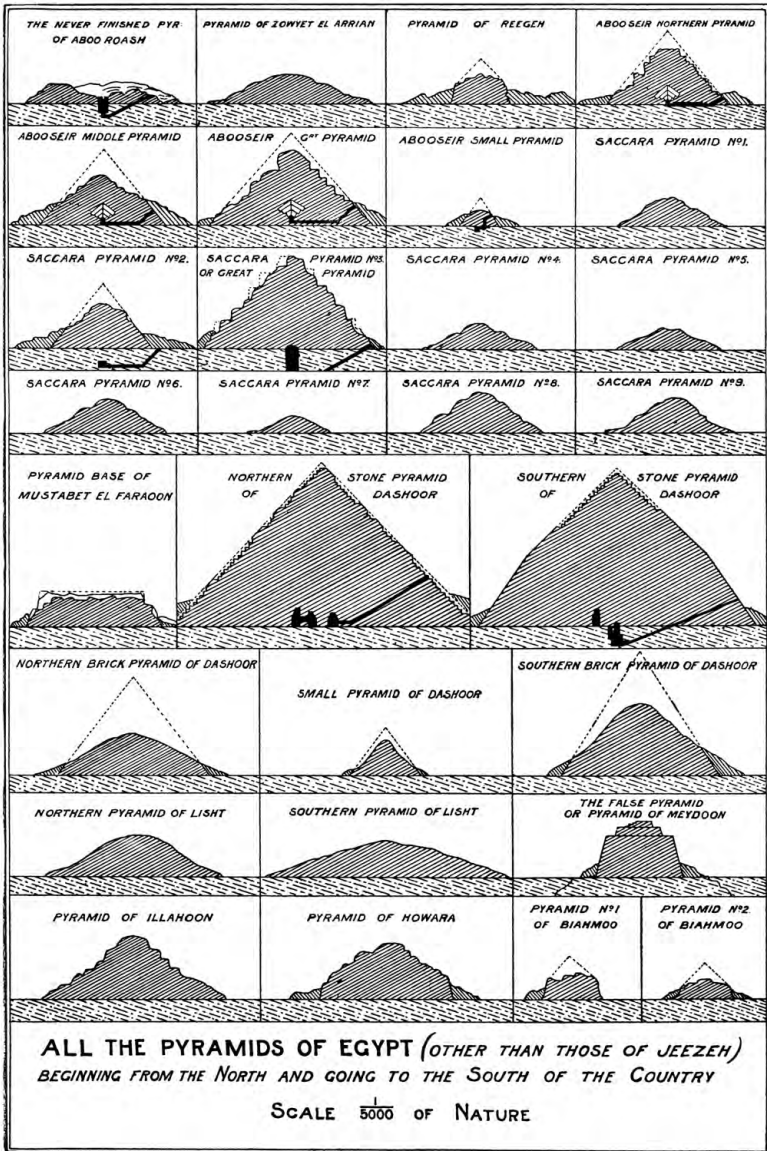 THE NEVER FINISHED PYR.
OF ABOO ROASH
PYRAMID OF ZOWYET EL ARRIAN
PYRAMID OF REEGEH
ABOOSEIR NORTHERN PYRAMID
ABOOSEIR MIDDLE PYRAMID
ABOOSEIR GRT PYRAMID
ABOOSEIR SMALL PYRAMID
SACCARA PYRAMID No1.
SACCARA PYRAMID No2.
SACCARA PYRAMID No3.
OR GREAT PYRAMID
SACCARA PYRAMID No4.
SACCARA PYRAMID No5.
SACCARA PYRAMID No6.
SACCARA PYRAMID No7.
SACCARA PYRAMID No8.
SACCARA PYRAMID No9.
PYRAMID BASE OF
MUSTABET EL FARAOON
NORTHERN STONE PYRAMID
OF DASHOOR
SOUTHERN STONE PYRAMID
OF DASHOOR
NORTHERN BRICK PYRAMID OF DASHOOR
SMALL PYRAMID OF DASHOOR
SOUTHERN BRICK PYRAMID OF DASHOOR
NORTHERN PYRAMID OF LISHT
SOUTHERN PYRAMID OF LISHT
THE FALSE PYRAMID
OR PYRAMID OF MEYDOON
PYRAMID OF ILLAHOON
PYRAMID OF HOWARA
PYRAMID No1
OF BIAHMOO
PYRAMID No2
OF BIAHMOO
ALL THE PYRAMIDS OF EGYPT (OTHER THAN THOSE OF JEEZEH)
BEGINNING FROM THE NORTH AND GOING TO THE SOUTH OF THE COUNTRY
SCALE 1/5000 OF NATURE